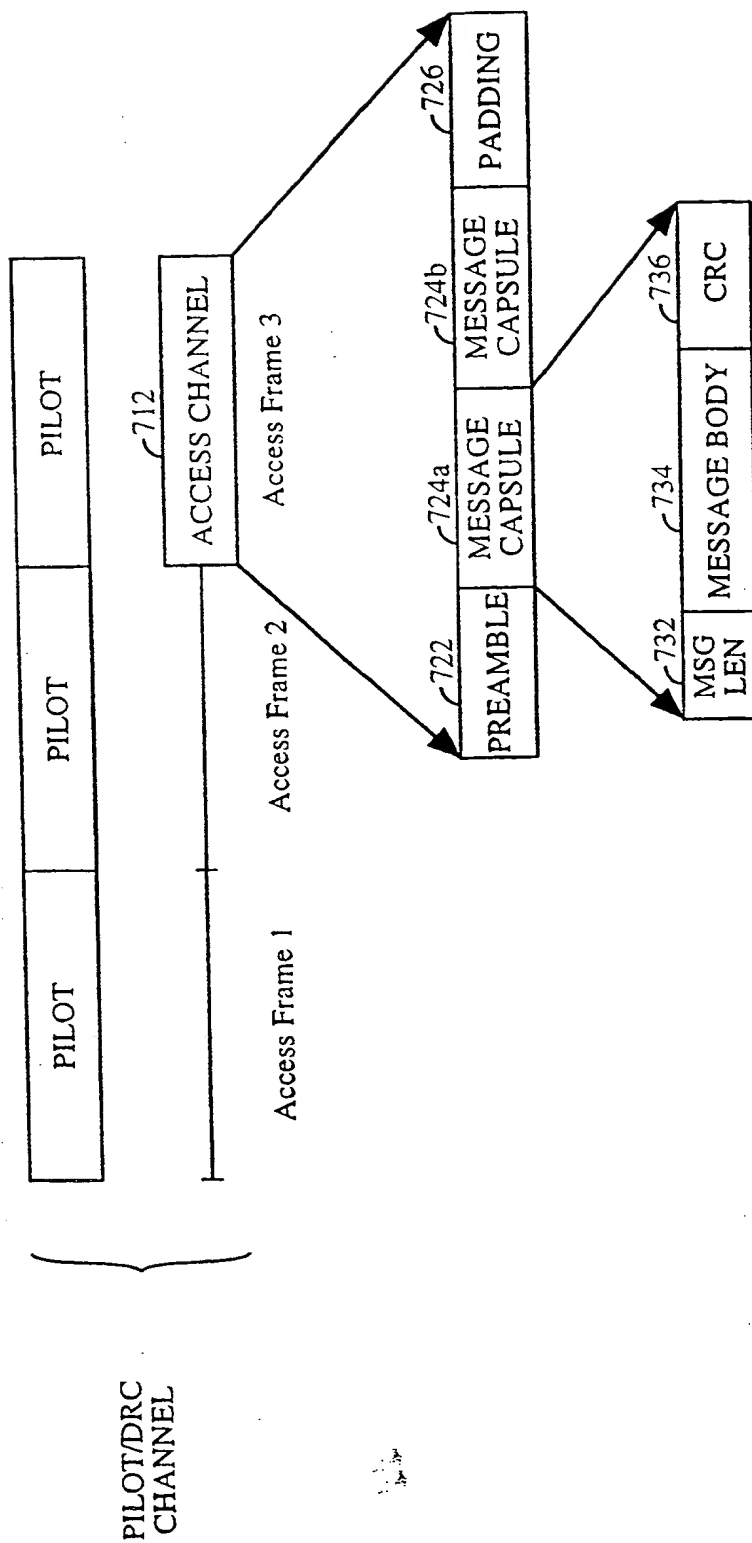 PILOT/DRC
CHANNEL
PILOT
PILOT
PILOT
712
ACCESS CHANNEL
Access Frame 1
Access Frame 2
Access Frame 3
722
724a
724b
726
PREAMBLE
MESSAGE
CAPSULE
MESSAGE
CAPSULE
PADDING
732
734
736
MSG
LEN
MESSAGE BODY
CRC